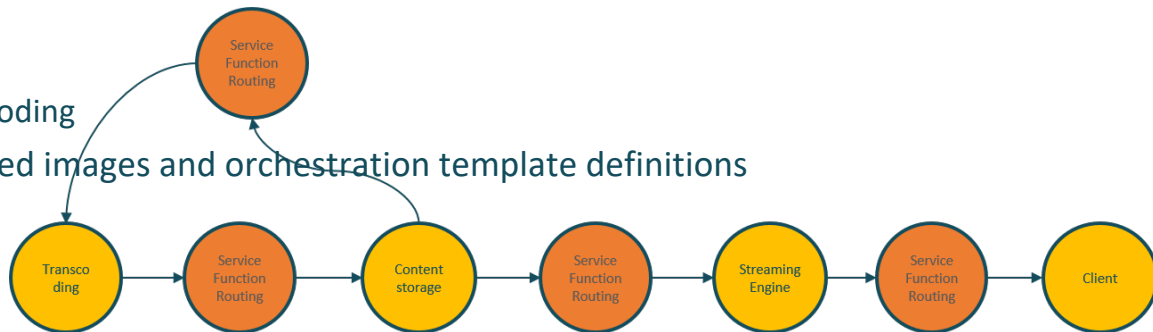 Service
Function
Routing
oding
ed images and orchestration template definitions
Transco
ding
Service
Function
Routing
Content
storage
Service
Function
Routing
Streaming
Engine
Service
Function
Routing
Client